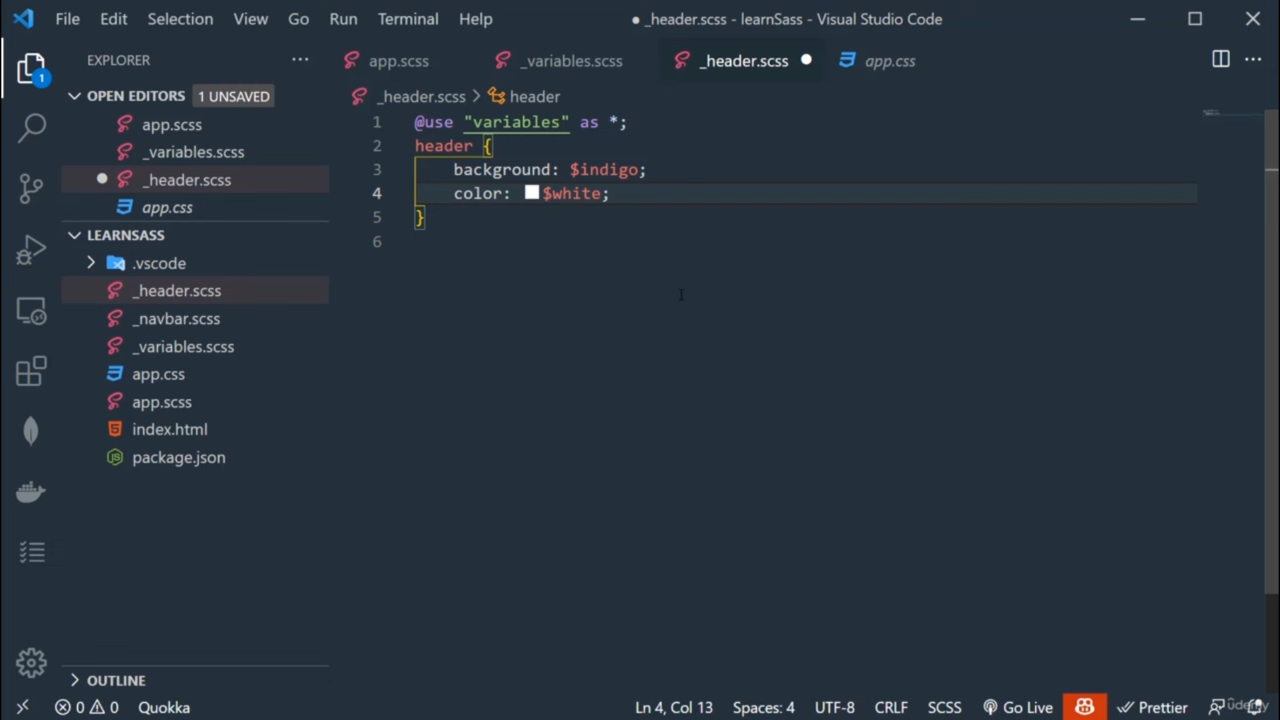 File Edit Selection View Go Run Terminal Help ● _header.scss - learnSass - Visual Studio Code
EXPLORER ···
app.scss _variables.scss _header.scss ● app.css
1
OPEN EDITORS 1 UNSAVED
_header.scss > header
app.scss
_variables.scss
● _header.scss
app.css
LEARNSASS
.vscode
_header.scss
_navbar.scss
_variables.scss
app.css
app.scss
index.html
package.json
OUTLINE
1 @use "variables" as *;
2 header {
3 background: $indigo;
4 color: $white;
5 }
6
0 0 Quokka Ln 4, Col 13 Spaces: 4 UTF-8 CRLF SCSS Go Live Prettier
udemy